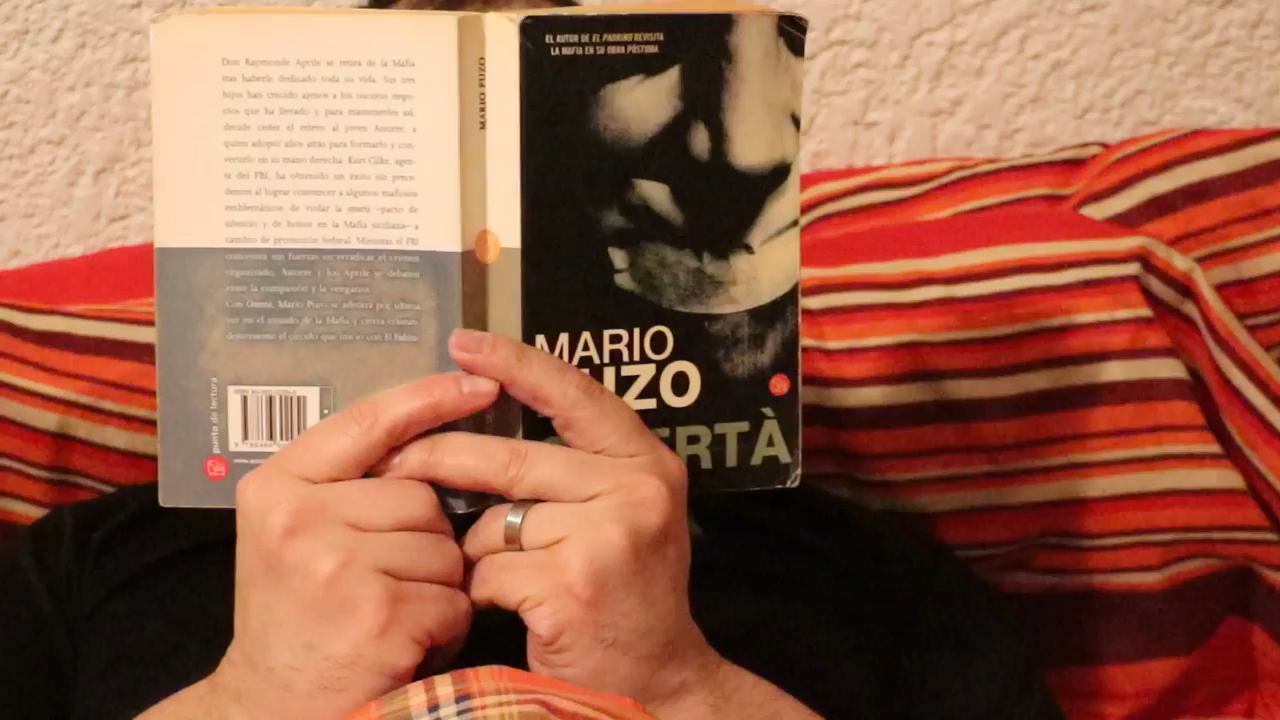 Don Raymonde Aprile se retira de la Mafia
tras haberle dedicado toda su vida. Sus tres
hijos han crecido ajenos a los oscuros nego-
cios que ha llevado y, para mantenerles así,
decide ceder el relevo al joven Astorre, a
quien adoptó años atrás para formarlo y con-
vertirlo en su mano derecha. Kurt Cilke, agen-
te del FBI, ha obtenido un éxito sin prece-
dentes al lograr convencer a algunos mafiosos
emblemáticos de violar la omertà –pacto de
silencio y de honor en la Mafia siciliana– a
cambio de protección federal. Mientras el FBI
concentra sus fuerzas en erradicar el crimen
organizado, Astorre y los Aprile se debaten
entre la compasión y la venganza.
Con Omertà, Mario Puzo se adentra por última
vez en el mundo de la Mafia y cierra
el círculo que inició con El Padrino
punto de lectura
MARIO PUZO
EL AUTOR DE EL PADRINO REVISITA
LA MAFIA EN SU OBRA PÓSTUMA
MARIO
UZO
ERTÀ